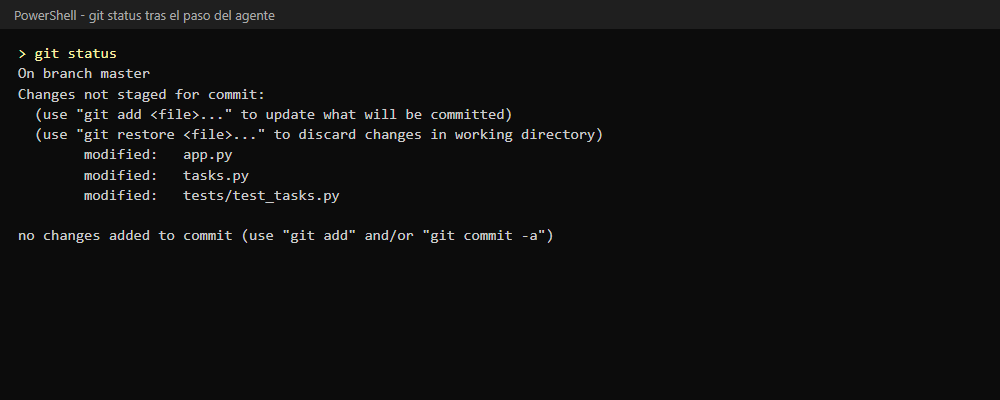 PowerShell - git status tras el paso del agente
> git status
On branch master
Changes not staged for commit:
  (use "git add <file>..." to update what will be committed)
  (use "git restore <file>..." to discard changes in working directory)
        modified:   app.py
        modified:   tasks.py
        modified:   tests/test_tasks.py

no changes added to commit (use "git add" and/or "git commit -a")